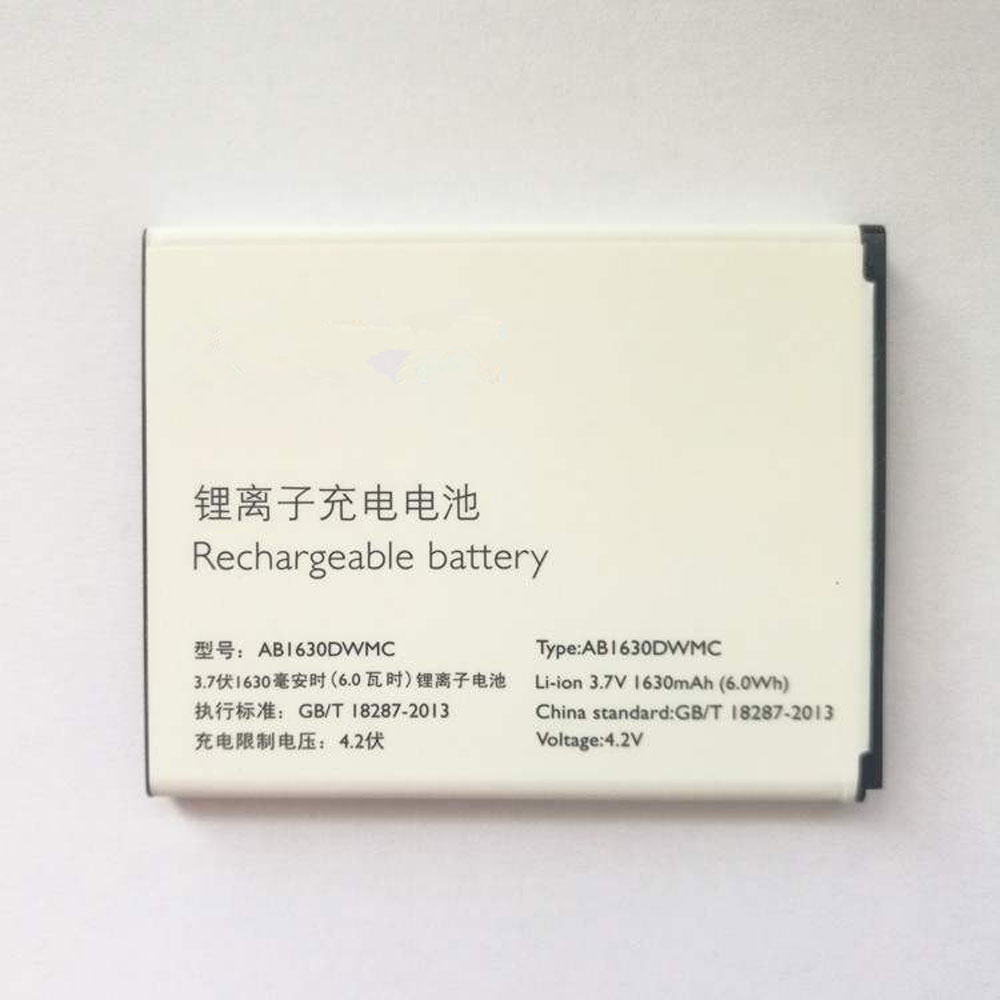 锂离子充电电池
Rechargeable battery
型号：AB1630DWMC
3.7伏1630毫安时(6.0瓦时)锂离子电池
执行标准：GB/T 18287-2013
充电限制电压：4.2伏
Type:AB1630DWMC
Li-ion 3.7V 1630mAh (6.0Wh)
China standard:GB/T 18287-2013
Voltage:4.2V